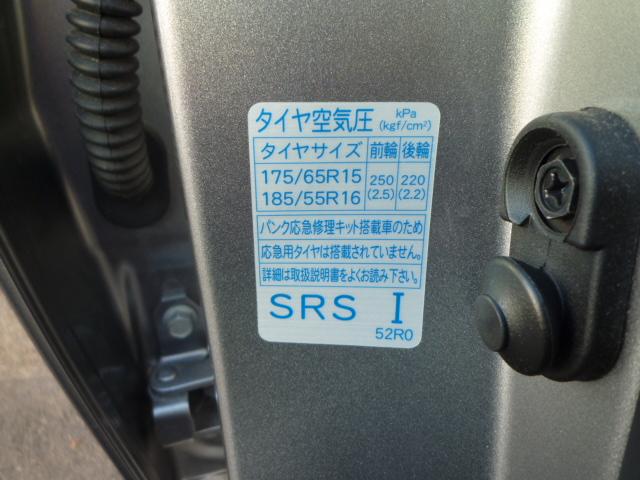 タイヤ空気圧 kPa (kgf/cm²)
タイヤサイズ 前輪 後輪
175/65R15 250 220
185/55R16 (2.5) (2.2)
パンク応急修理キット搭載車のため
応急用タイヤは搭載されていません。
詳細は取扱説明書をよくお読み下さい。
SRS I
52R0